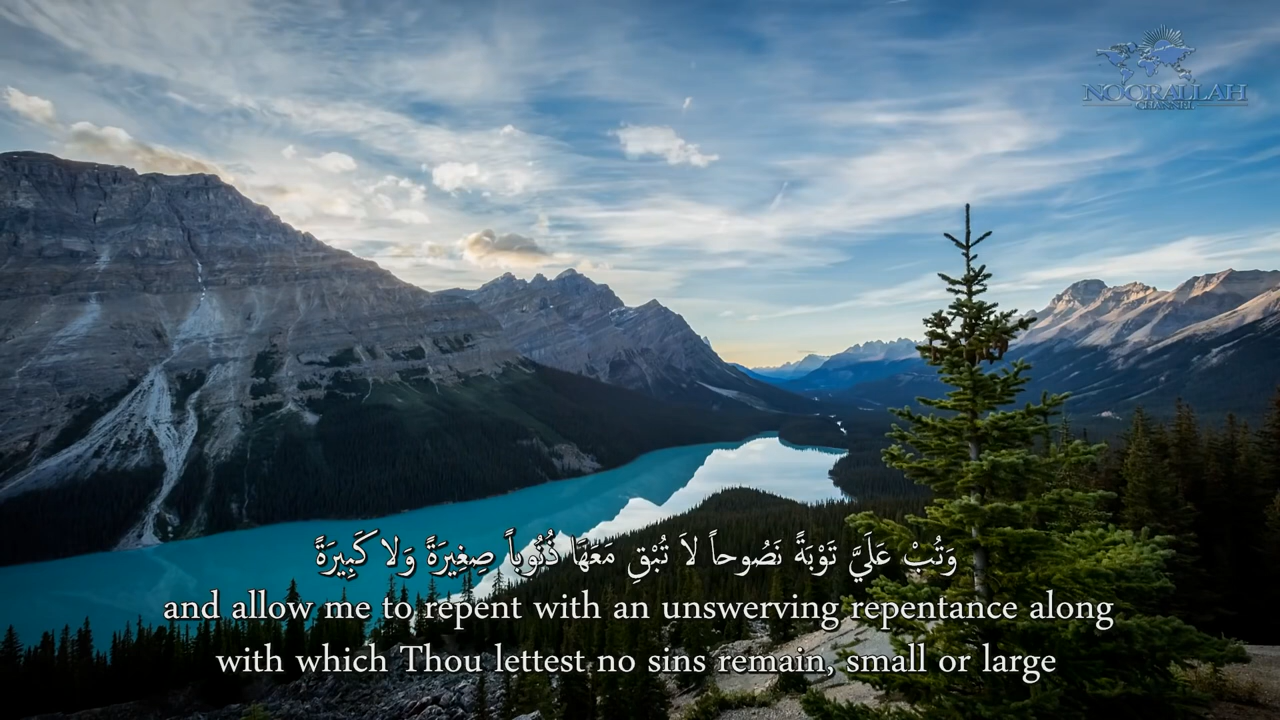 NOORALLAH
CHANNEL
وَتُبْ عَلَيَّ تَوْبَةً نَصُوحاً لاَ تُبْقِ مَعَهَا ذُنُوباً صِغِيرَةً وَلا كَبِيرَةً
and allow me to repent with an unswerving repentance along
with which Thou lettest no sins remain, small or large